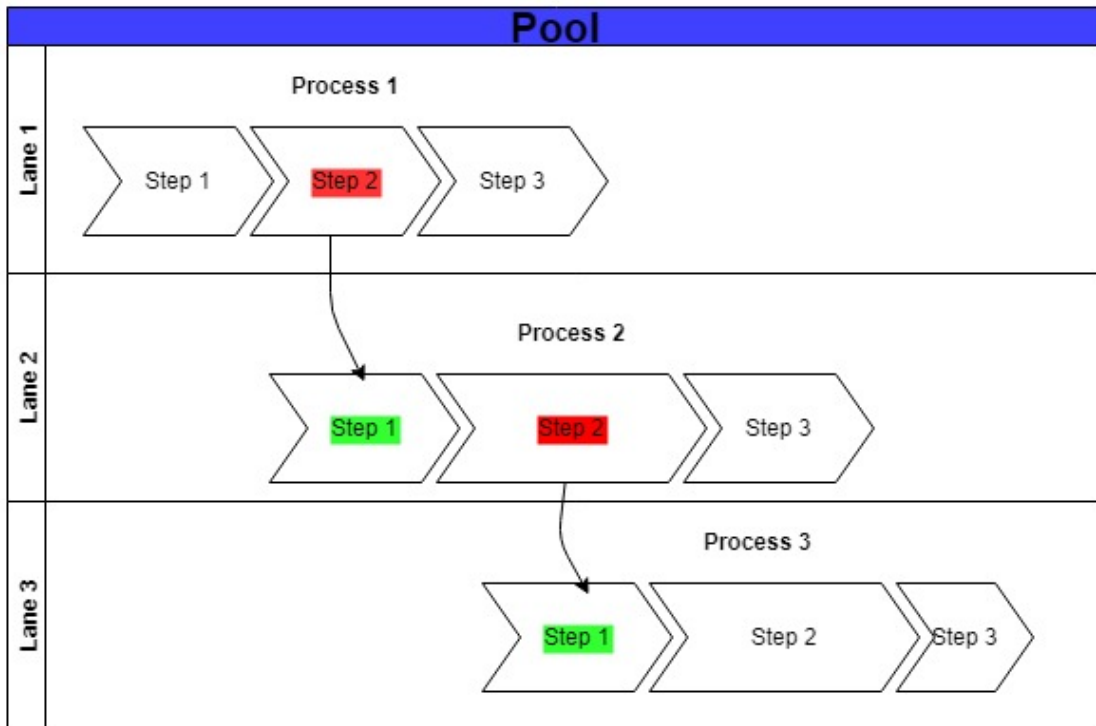 Pool
Lane 1
Process 1
Step 1
Step 2
Step 3
Lane 2
Process 2
Step 1
Step 2
Step 3
Lane 3
Process 3
Step 1
Step 2
Step 3